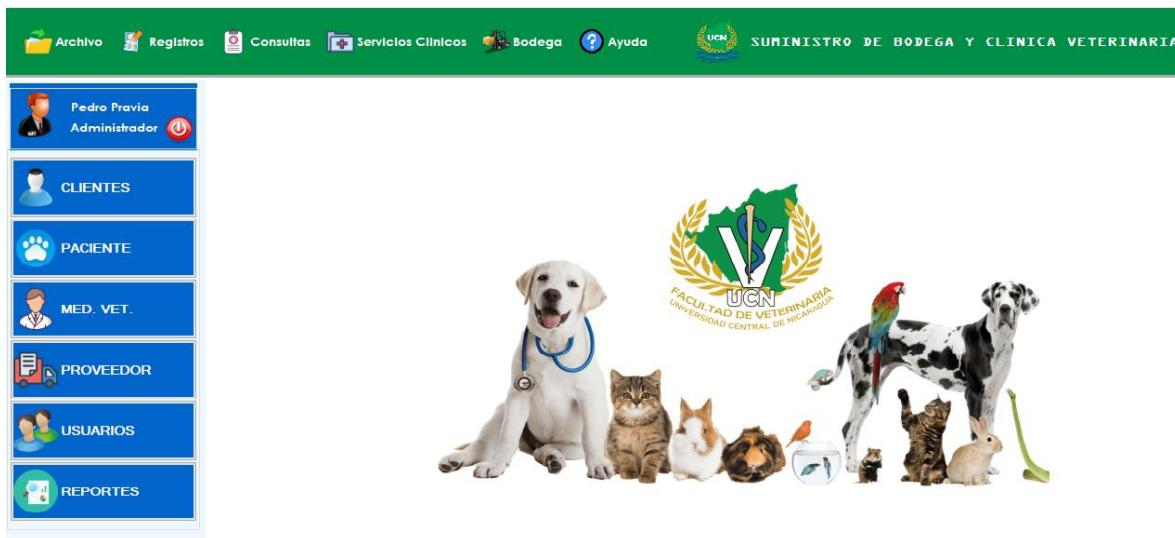 Archivo Registros Consultas Servicios Clinicos Bodega Ayuda UCN SUMINISTRO DE BODEGA Y CLINICA VETERINARIA
Pedro Pravia
Administrador
CLIENTES
PACIENTE
MED. VET.
PROVEEDOR
USUARIOS
REPORTES
V
UCN
FACULTAD DE VETERINARIA
UNIVERSIDAD CENTRAL DE NICARAGUA